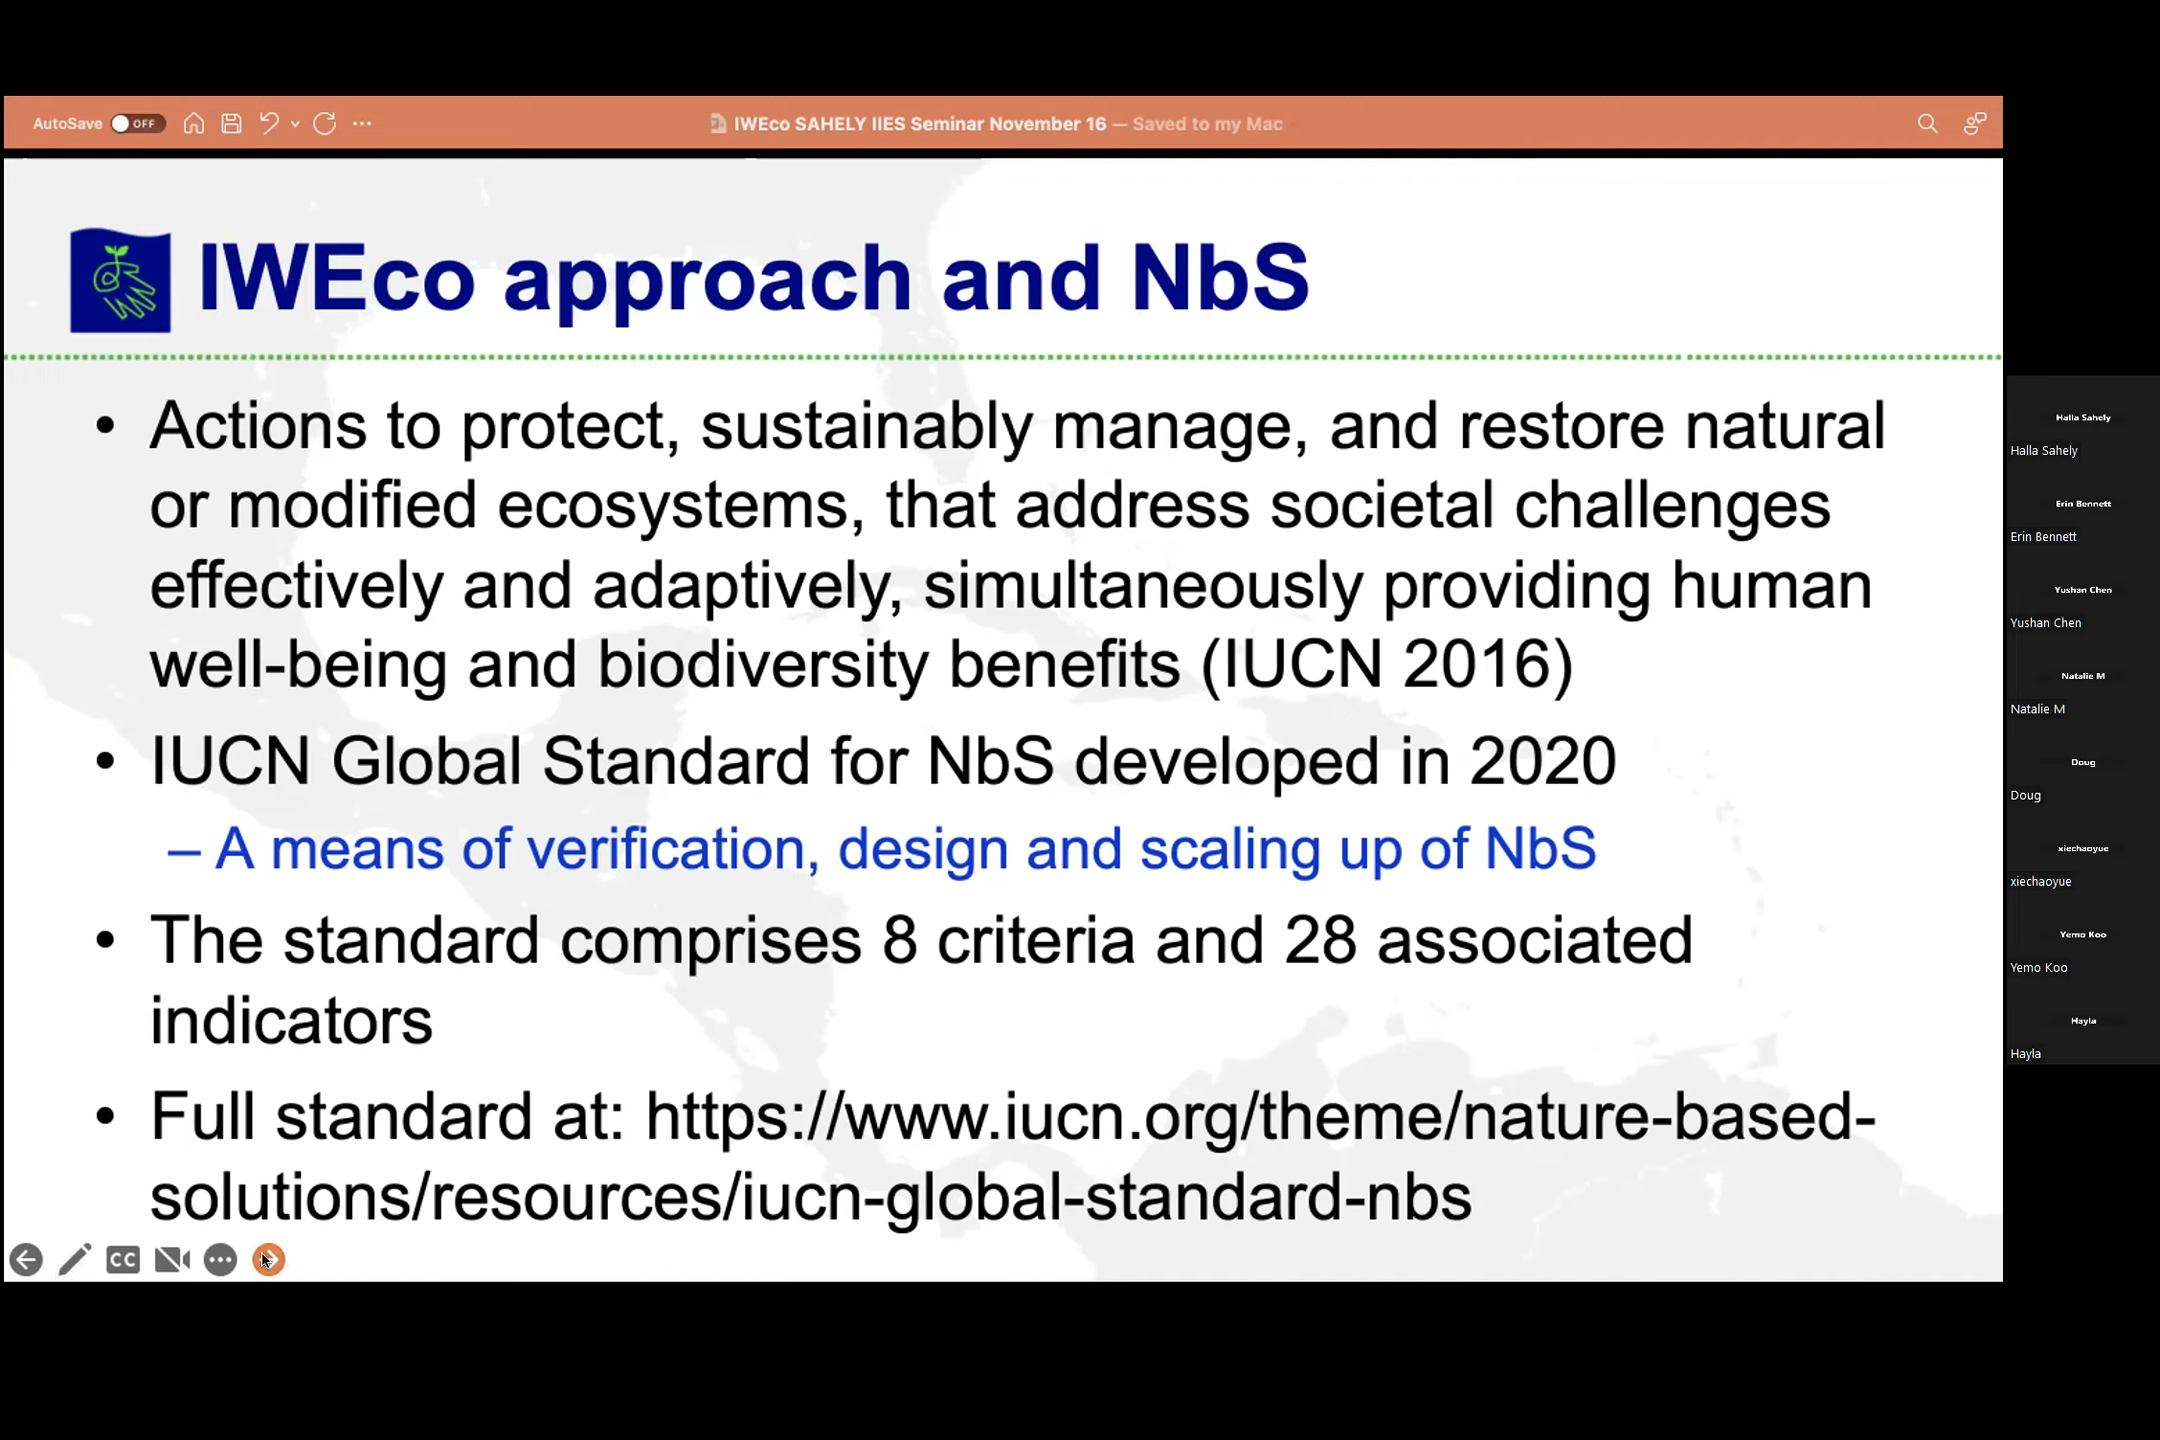 AutoSave OFF
IWEco SAHELY IIES Seminar November 16 — Saved to my Mac
IWEco approach and NbS
• Actions to protect, sustainably manage, and restore natural
or modified ecosystems, that address societal challenges
effectively and adaptively, simultaneously providing human
well-being and biodiversity benefits (IUCN 2016)
• IUCN Global Standard for NbS developed in 2020
– A means of verification, design and scaling up of NbS
• The standard comprises 8 criteria and 28 associated
indicators
• Full standard at: https://www.iucn.org/theme/nature-based-
solutions/resources/iucn-global-standard-nbs
CC
Halla Sahely
Halla Sahely
Erin Bennett
Erin Bennett
Yushan Chen
Yushan Chen
Natalie M
Natalie M
Doug
Doug
xiechaoyue
xiechaoyue
Yemo Koo
Yemo Koo
Hayla
Hayla